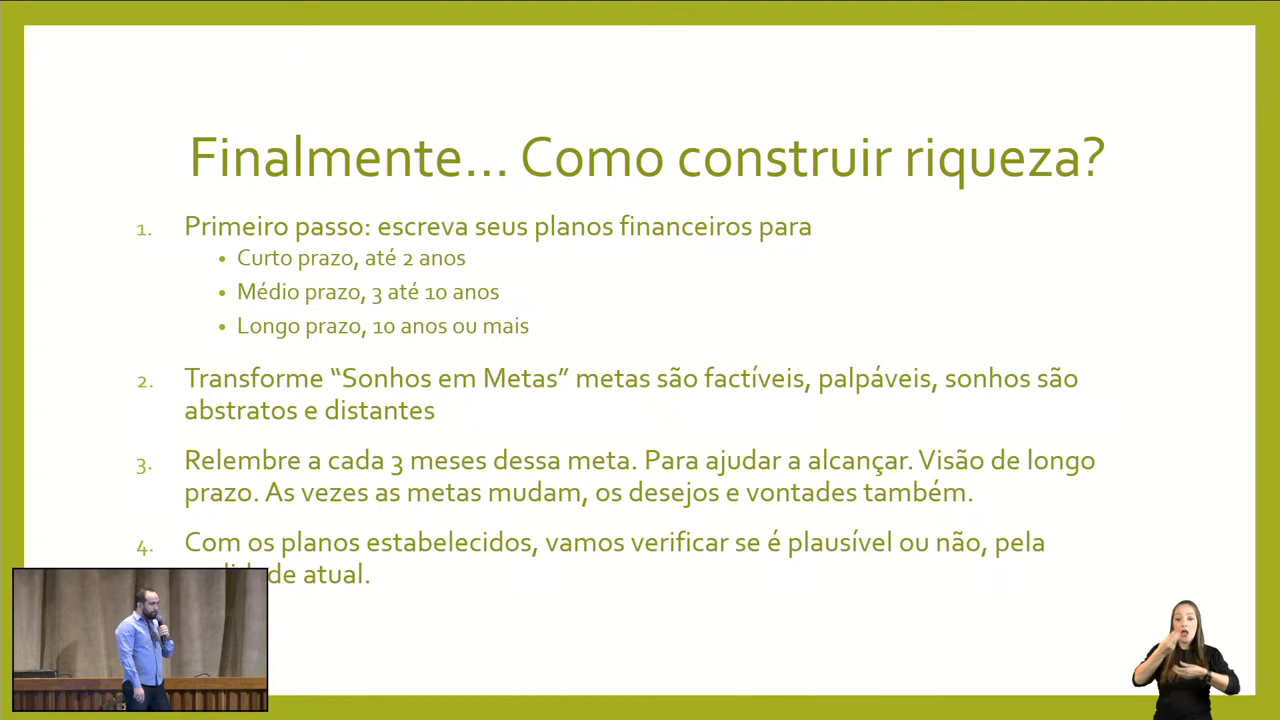 Finalmente... Como construir riqueza?
1. Primeiro passo: escreva seus planos financeiros para
• Curto prazo, até 2 anos
• Médio prazo, 3 até 10 anos
• Longo prazo, 10 anos ou mais
2. Transforme “Sonhos em Metas” metas são factíveis, palpáveis, sonhos são
abstratos e distantes
3. Relembre a cada 3 meses dessa meta. Para ajudar a alcançar. Visão de longo
prazo. As vezes as metas mudam, os desejos e vontades também.
4. Com os planos estabelecidos, vamos verificar se é plausível ou não, pela
atual.